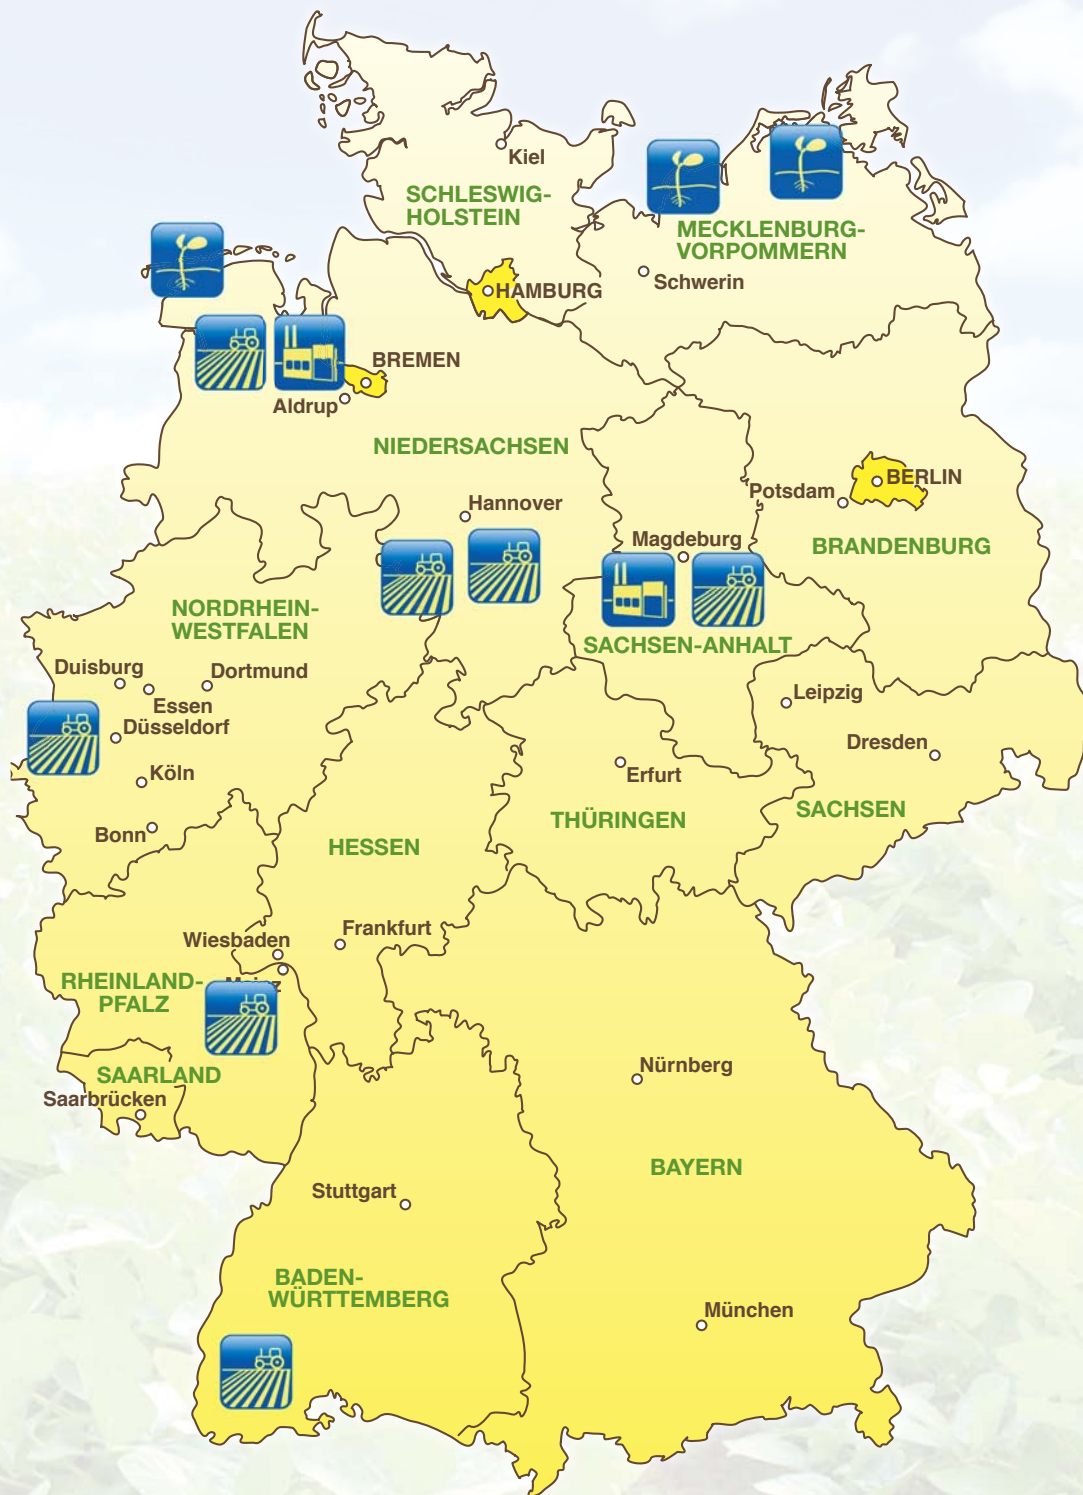 Kiel
SCHLESWIG-
HOLSTEIN
MECKLENBURG-
VORPOMMERN
Schwerin
HAMBURG
BREMEN
Aldrup
NIEDERSACHSEN
Hannover
BERLIN
Potsdam
Magdeburg
BRANDENBURG
NORDRHEIN-
WESTFALEN
SACHSEN-ANHALT
Duisburg
Dortmund
Essen
Düsseldorf
Leipzig
Dresden
Köln
Erfurt
Bonn
THÜRINGEN
SACHSEN
HESSEN
Frankfurt
Wiesbaden
RHEINLAND-
PFALZ
SAARLAND
Saarbrücken
Nürnberg
BAYERN
Stuttgart
BADEN-
WÜRTTEMBERG
München